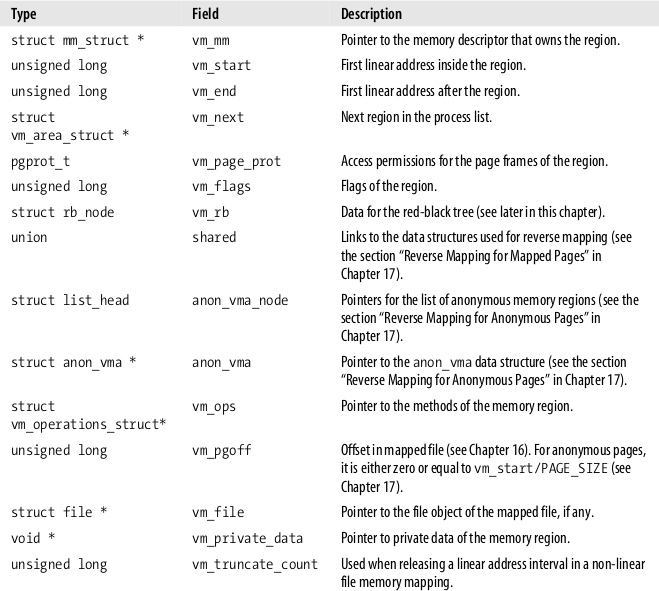 Type Field Description
struct mm_struct * vm_mm Pointer to the memory descriptor that owns the region.
unsigned long vm_start First linear address inside the region.
unsigned long vm_end First linear address after the region.
struct vm_next Next region in the process list.
vm_area_struct *
pgprot_t vm_page_prot Access permissions for the page frames of the region.
unsigned long vm_flags Flags of the region.
struct rb_node vm_rb Data for the red-black tree (see later in this chapter).
union shared Links to the data structures used for reverse mapping (see
the section “Reverse Mapping for Mapped Pages” in
Chapter 17).
struct list_head anon_vma_node Pointers for the list of anonymous memory regions (see the
section “Reverse Mapping for Anonymous Pages” in
Chapter 17).
struct anon_vma * anon_vma Pointer to the anon_vma data structure (see the section
“Reverse Mapping for Anonymous Pages” in Chapter 17).
struct vm_ops Pointer to the methods of the memory region.
vm_operations_struct*
unsigned long vm_pgoff Offset in mapped file (see Chapter 16). For anonymous pages,
it is either zero or equal to vm_start/PAGE_SIZE (see
Chapter 17).
struct file * vm_file Pointer to the file object of the mapped file, if any.
void * vm_private_data Pointer to private data of the memory region.
unsigned long vm_truncate_count Used when releasing a linear address interval in a non-linear
file memory mapping.